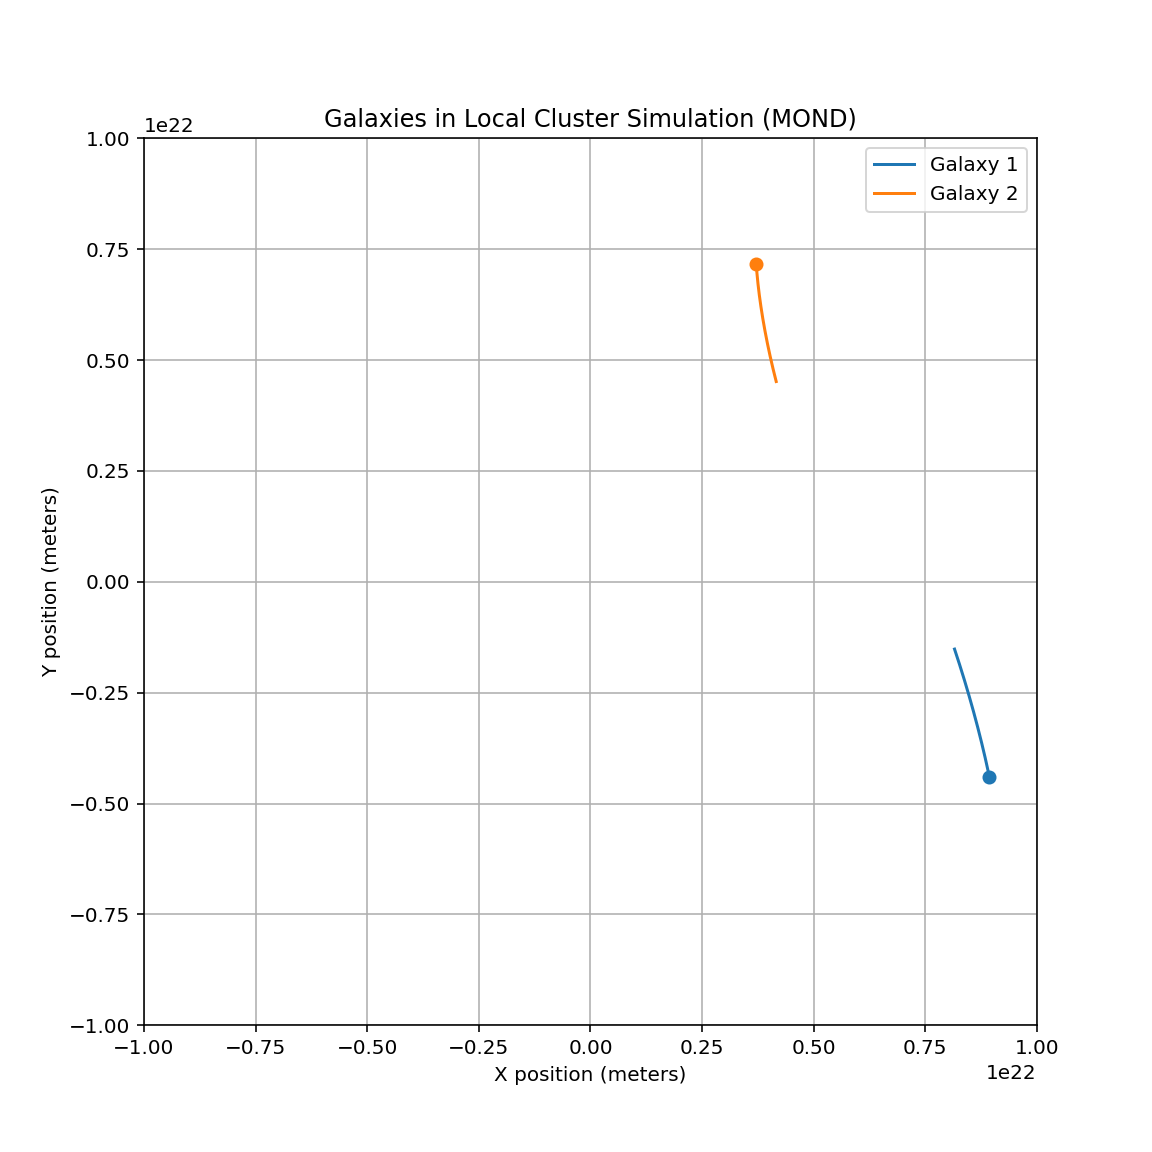 Galaxies in Local Cluster Simulation (MOND)
1e22
Galaxy 1
Galaxy 2
1.00
0.75
0.50
0.25
0.00
−0.25
−0.50
−0.75
−1.00
Y position (meters)
−1.00 −0.75 −0.50 −0.25 0.00 0.25 0.50 0.75 1.00
X position (meters)
1e22